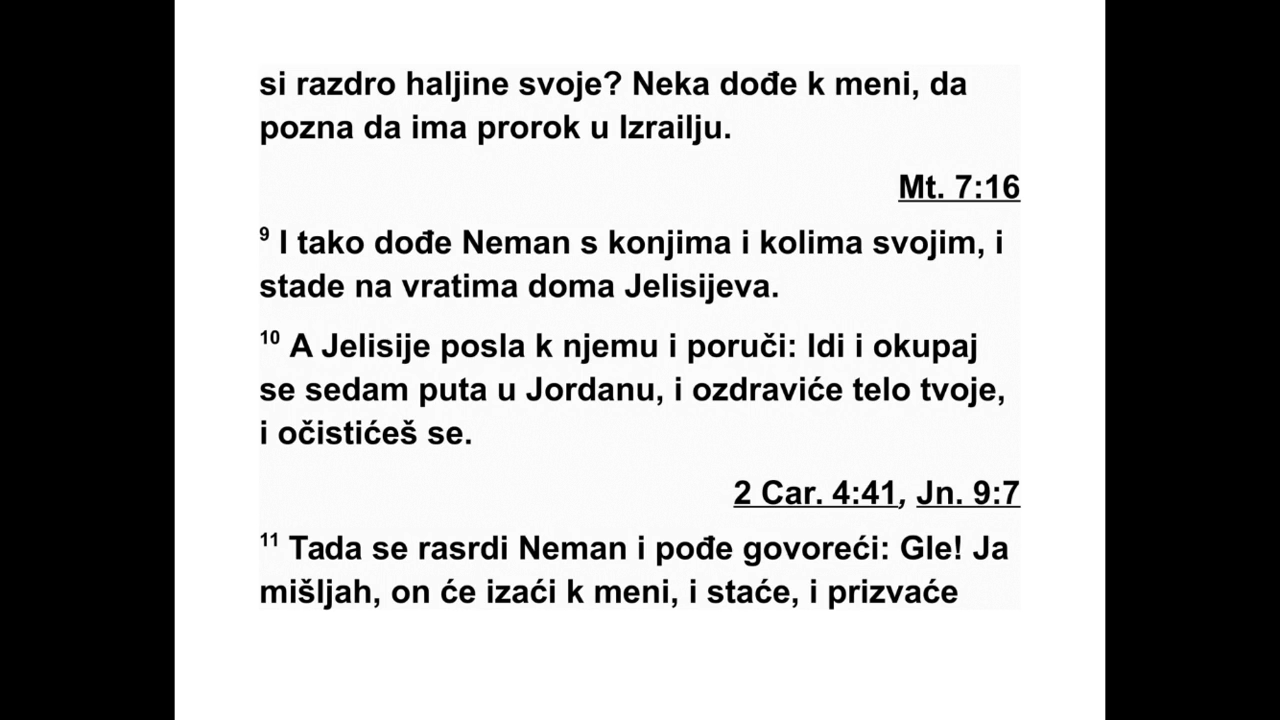 si razdro haljine svoje? Neka dođe k meni, da
pozna da ima prorok u Izrailju.
Mt. 7:16
9 I tako dođe Neman s konjima i kolima svojim, i
stade na vratima doma Jelisijeva.
10 A Jelisije posla k njemu i poruči: Idi i okupaj
se sedam puta u Jordanu, i ozdraviće telo tvoje,
i očistićeš se.
2 Car. 4:41, Jn. 9:7
11 Tada se rasrdi Neman i pođe govoreći: Gle! Ja
mišljah, on će izaći k meni, i staće, i prizvaće